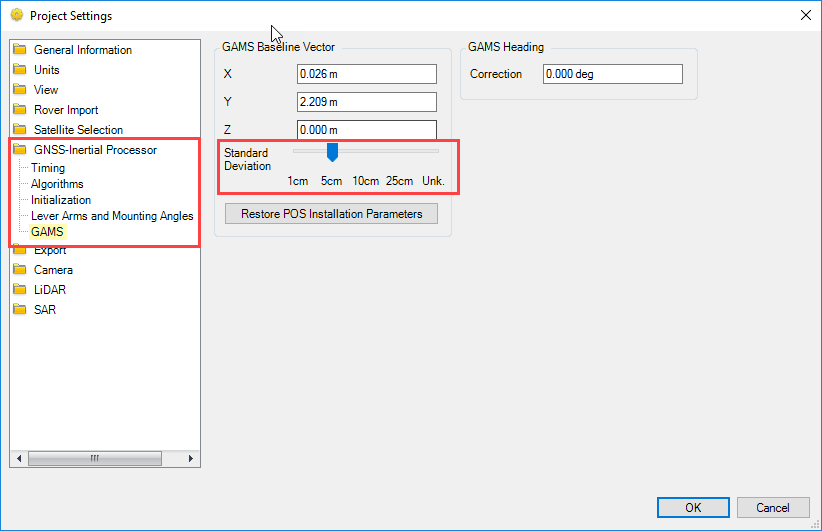 Project Settings
General Information
Units
View
Rover Import
Satellite Selection
GNSS-Inertial Processor
Timing
Algorithms
Initialization
Lever Arms and Mounting Angles
GAMS
Export
Camera
LiDAR
SAR
GAMS Baseline Vector
X 0.026 m
Y 2.209 m
Z 0.000 m
Standard
Deviation
1cm 5cm 10cm 25cm Unk.
Restore POS Installation Parameters
GAMS Heading
Correction 0.000 deg
OK Cancel